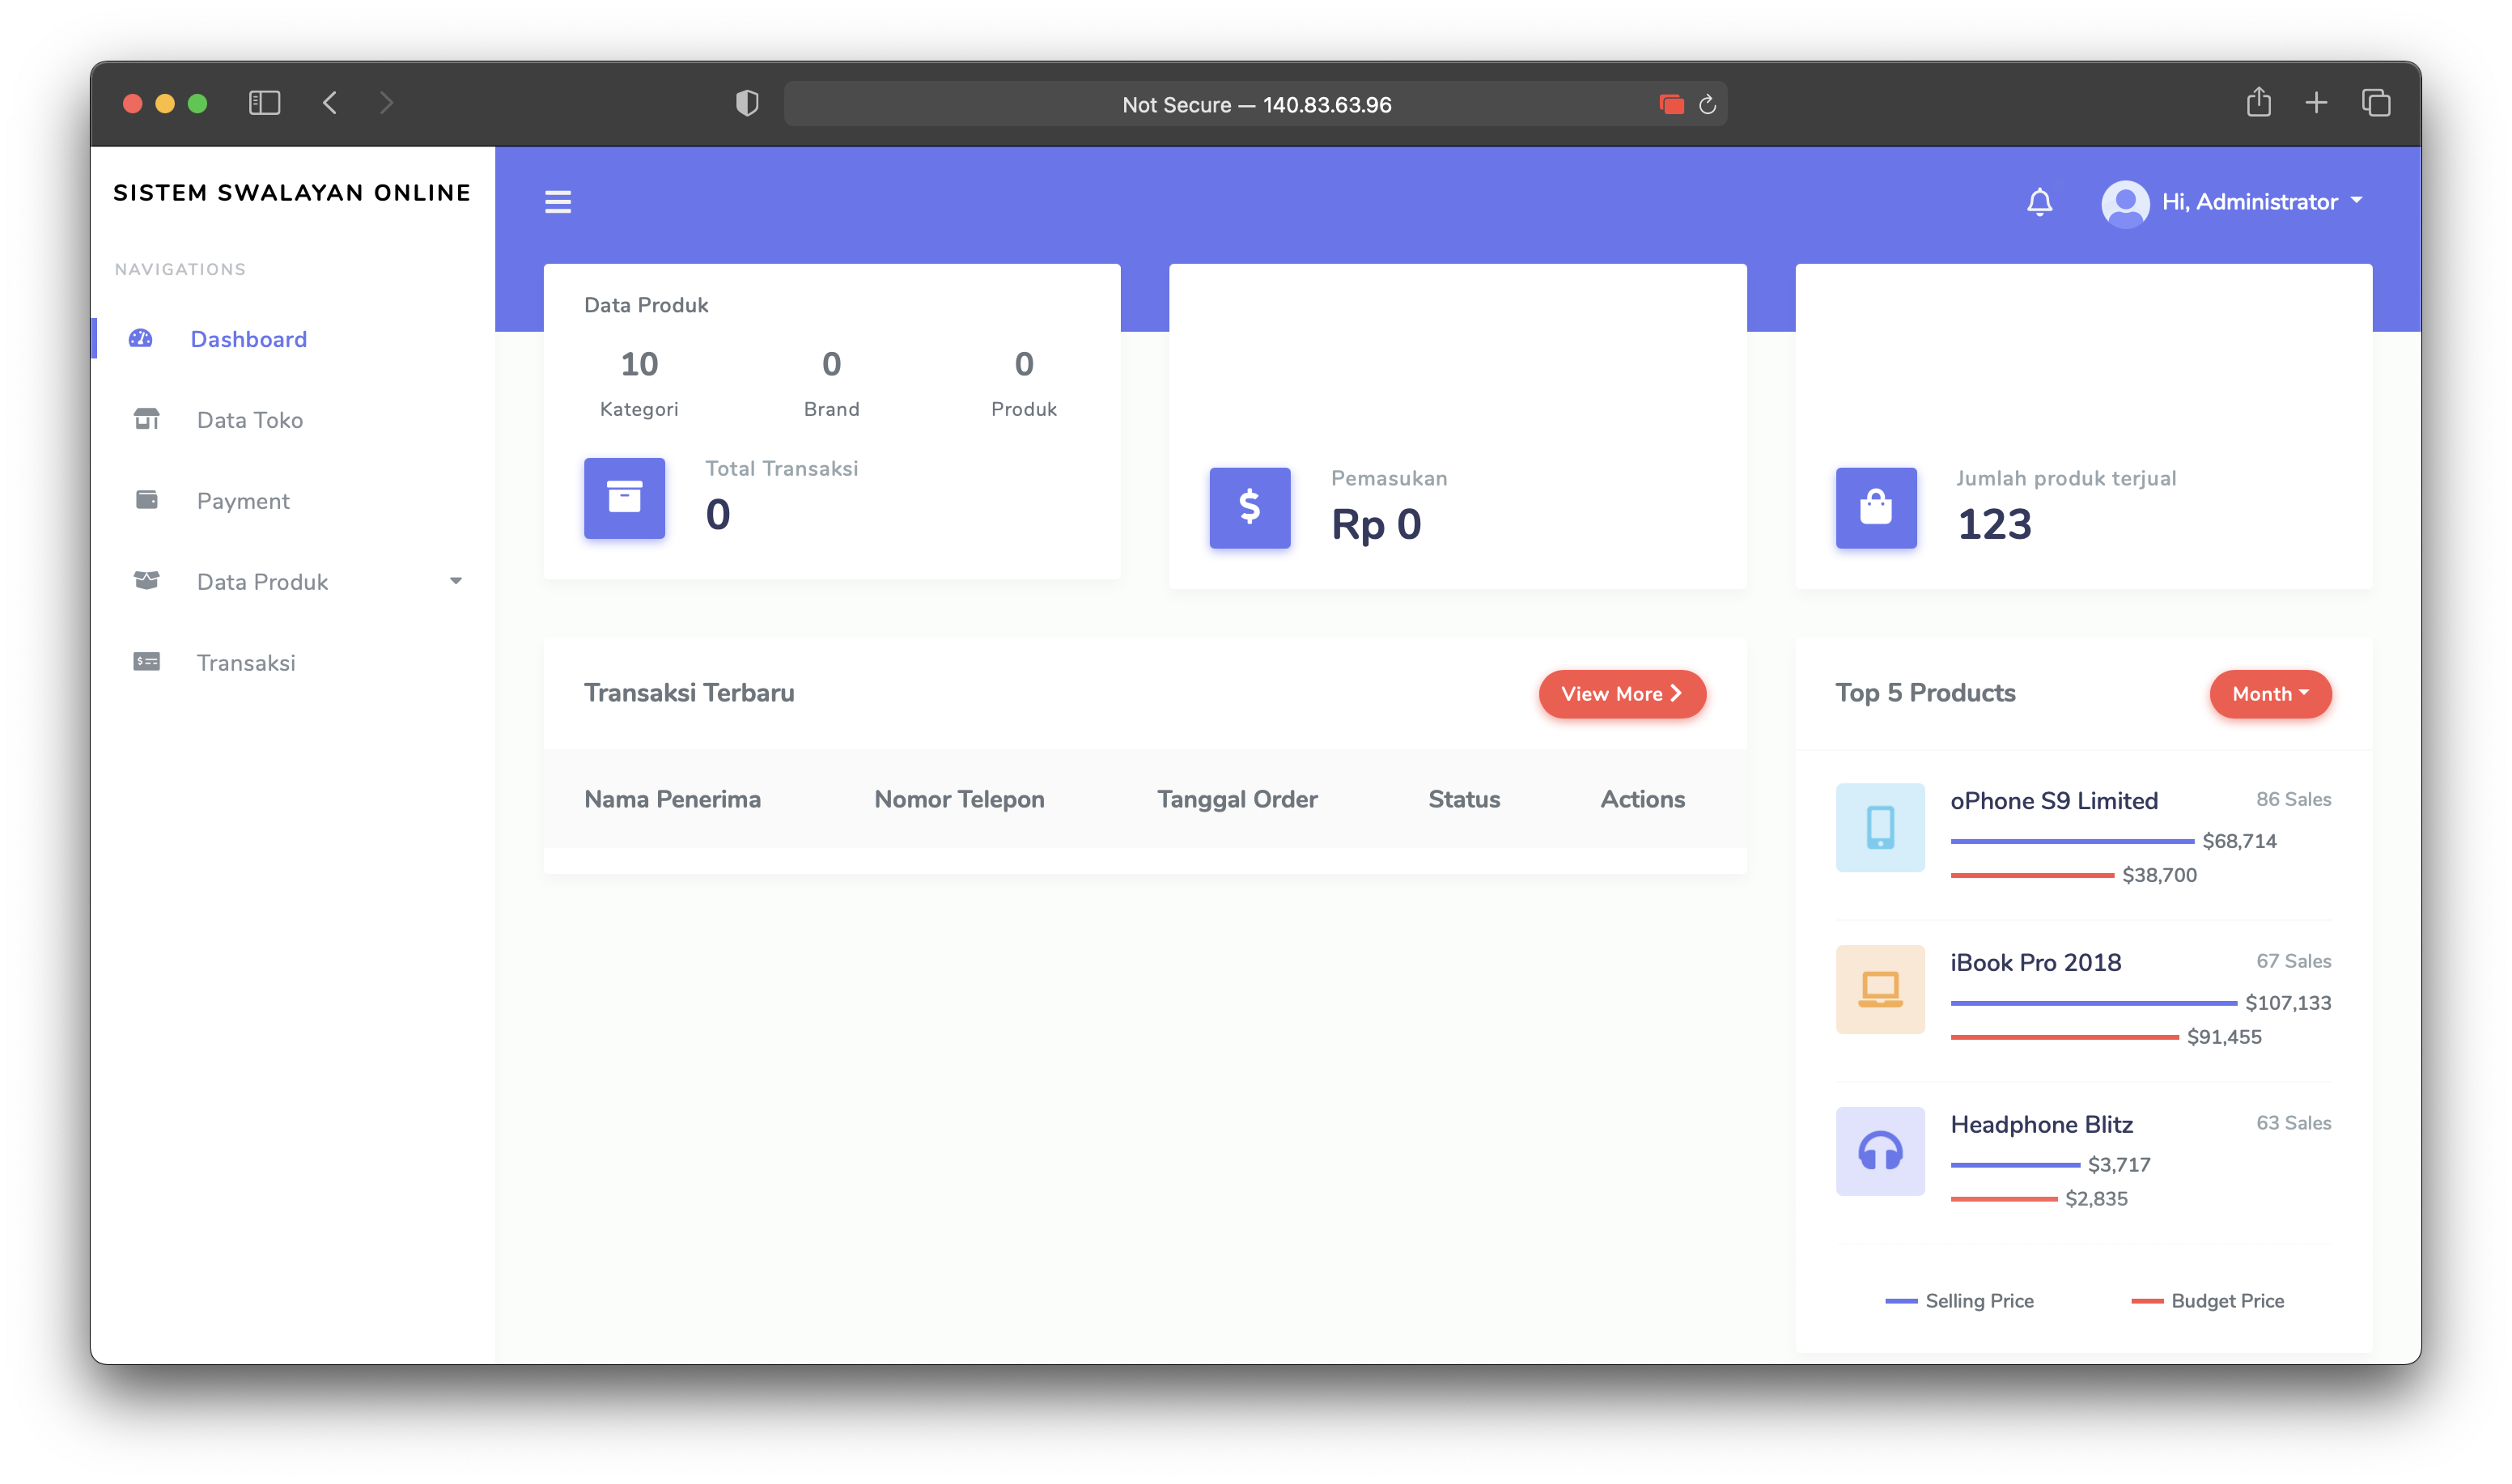 Not Secure — 140.83.63.96
SISTEM SWALAYAN ONLINE
NAVIGATIONS
Dashboard
Data Toko
Payment
Data Produk
Transaksi
Hi, Administrator
Data Produk
10 0 0
Kategori Brand Produk
Total Transaksi
0
Pemasukan
Rp 0
Jumlah produk terjual
123
Transaksi Terbaru
View More
Nama Penerima Nomor Telepon Tanggal Order Status Actions
Top 5 Products
Month
oPhone S9 Limited 86 Sales
$68,714
$38,700
iBook Pro 2018 67 Sales
$107,133
$91,455
Headphone Blitz 63 Sales
$3,717
$2,835
Selling Price Budget Price